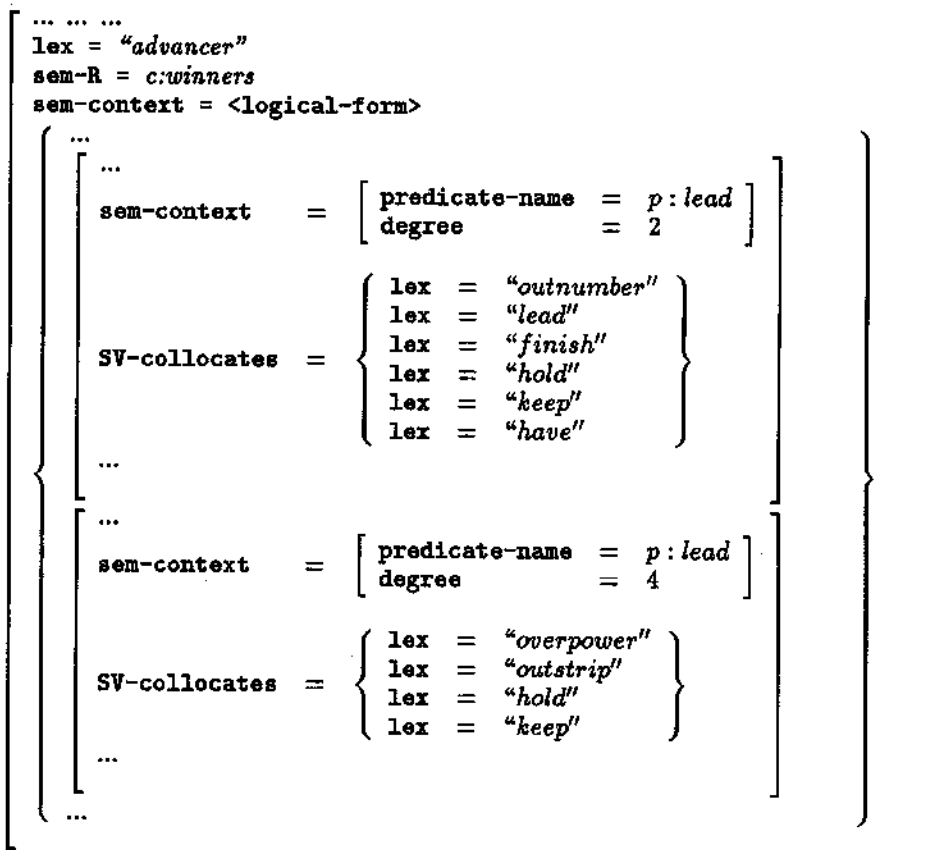 ... ... ...
lex = "advancer"
sem-R = c:winners
sem-context = <logical-form>
...
...
sem-context = [ predicate-name = p : lead ]
degree = 2
lex = "outnumber"
lex = "lead"
lex = "finish"
SV-collocates = lex = "hold"
lex = "keep"
lex = "have"
...
...
sem-context = [ predicate-name = p : lead ]
degree = 4
lex = "overpower"
lex = "outstrip"
SV-collocates = lex = "hold"
lex = "keep"
...
...